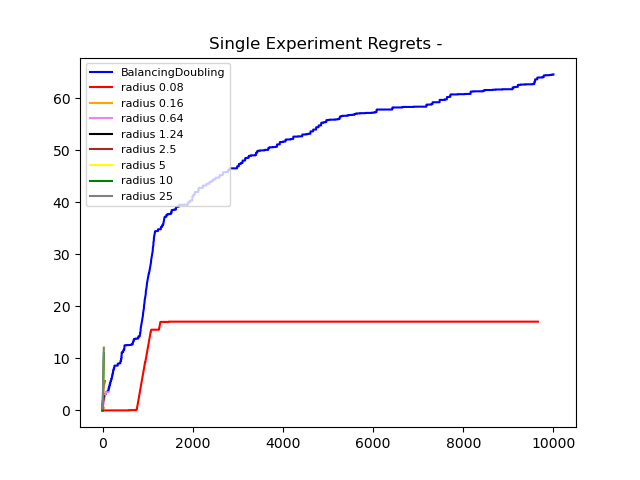 Single Experiment Regrets -
BalancingDoubling
radius 0.08
radius 0.16
radius 0.64
radius 1.24
radius 2.5
radius 5
radius 10
radius 25
60
50
40
30
20
10
0
0 2000 4000 6000 8000 10000